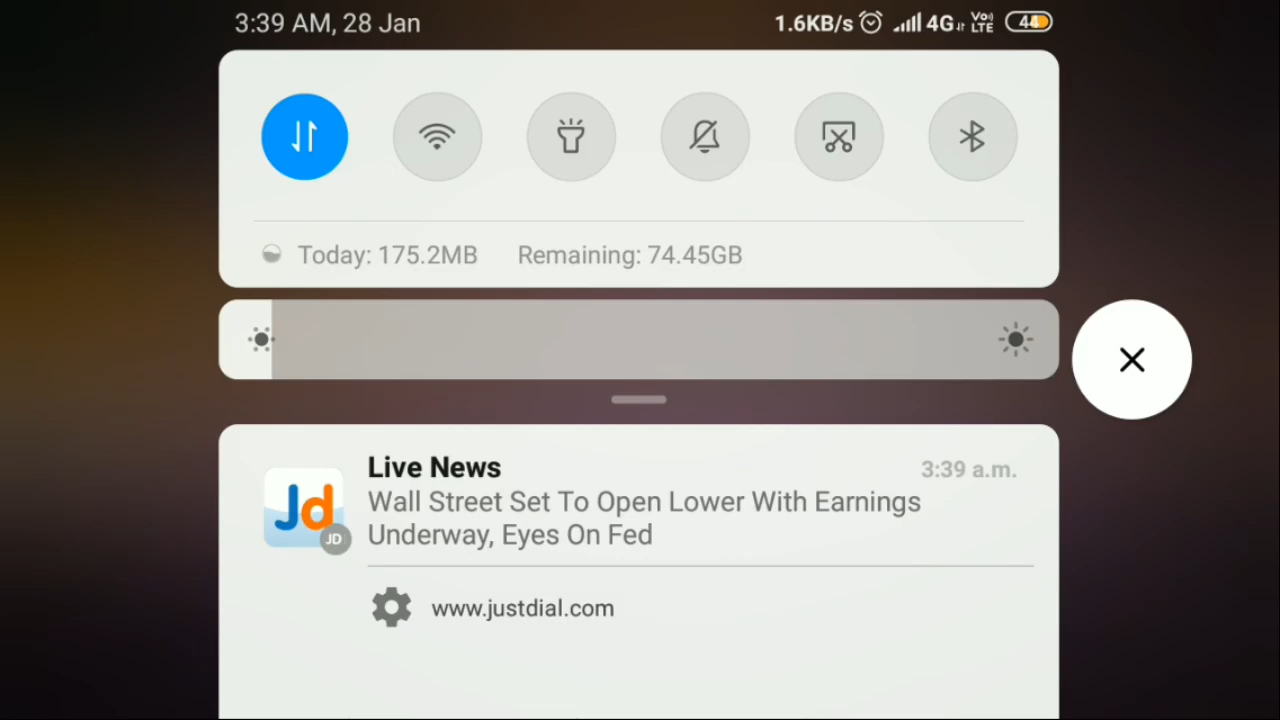 3:39 AM, 28 Jan
1.6KB/s 4G Vo) LTE 44
Today: 175.2MB Remaining: 74.45GB
Live News 3:39 a.m.
Wall Street Set To Open Lower With Earnings
Underway, Eyes On Fed
Jd
JD
www.justdial.com